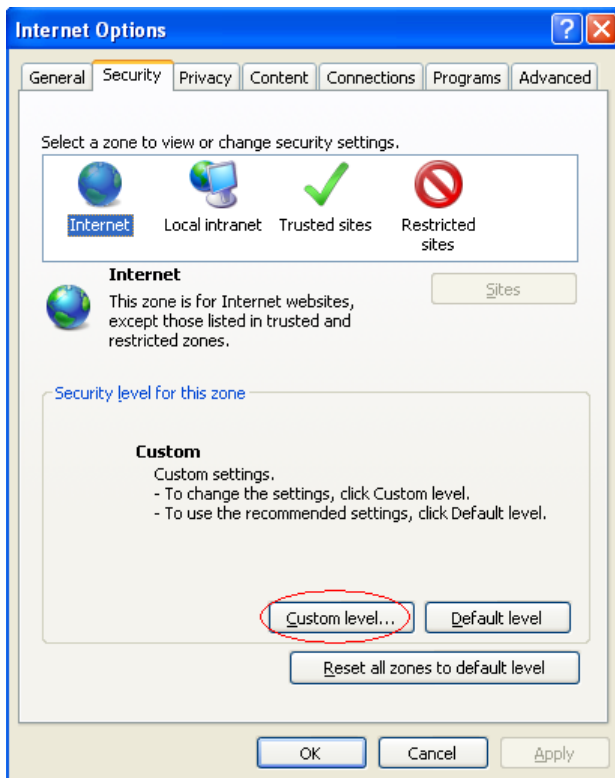 Internet Options
General Security Privacy Content Connections Programs Advanced
Select a zone to view or change security settings.
Internet Local intranet Trusted sites Restricted
sites
Internet
Sites
This zone is for Internet websites,
except those listed in trusted and
restricted zones.
Security level for this zone
Custom
Custom settings.
- To change the settings, click Custom level.
- To use the recommended settings, click Default level.
Custom level... Default level
Reset all zones to default level
OK Cancel Apply